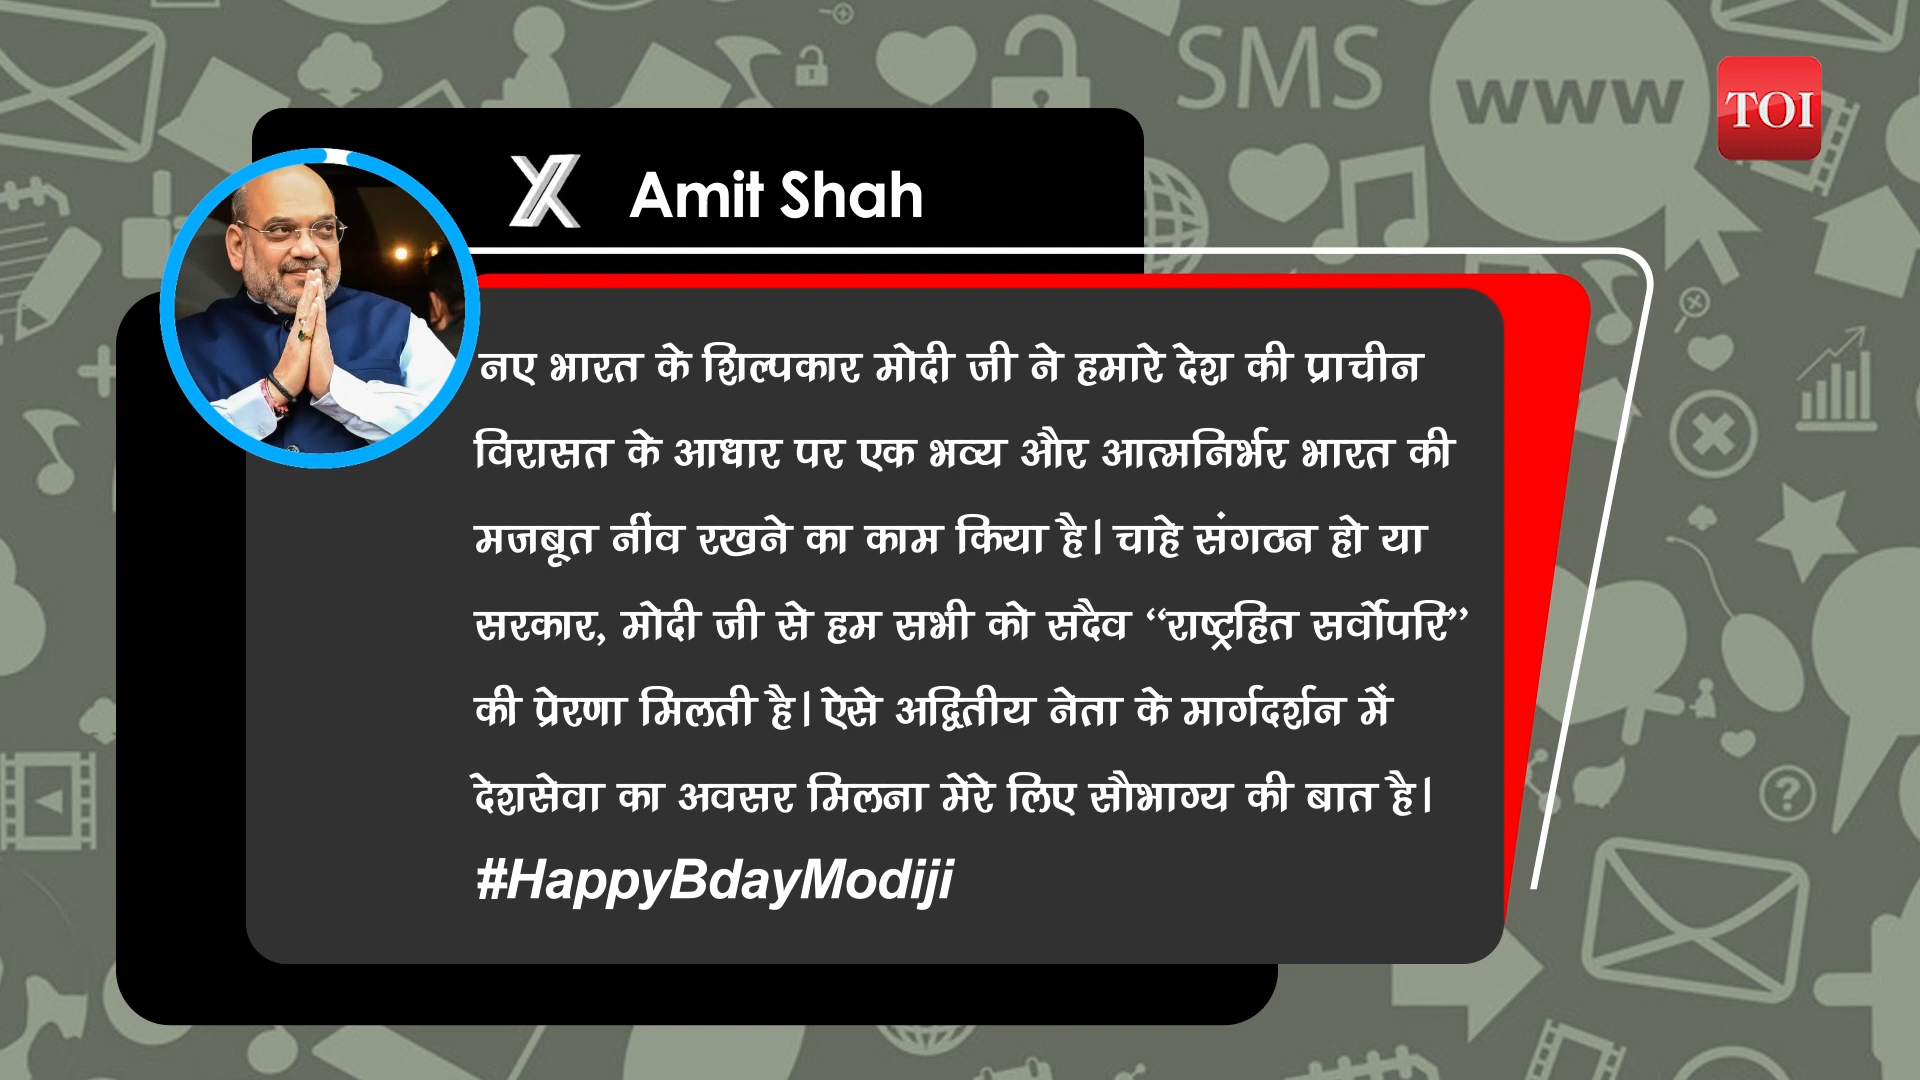 SMS
www
TOI
X Amit Shah
नए भारत के शिल्पकार मोदी जी ने हमारे देश की प्राचीन
विरासत के आधार पर एक भव्य और आत्मनिर्भर भारत की
मजबूत नींव रखने का काम किया है। चाहे संगठन हो या
सरकार, मोदी जी से हम सभी को सदैव “राष्ट्रहित सर्वोपरि”
की प्रेरणा मिलती है। ऐसे अद्वितीय नेता के मार्गदर्शन में
देशसेवा का अवसर मिलना मेरे लिए सौभाग्य की बात है।
#HappyBdayModiji